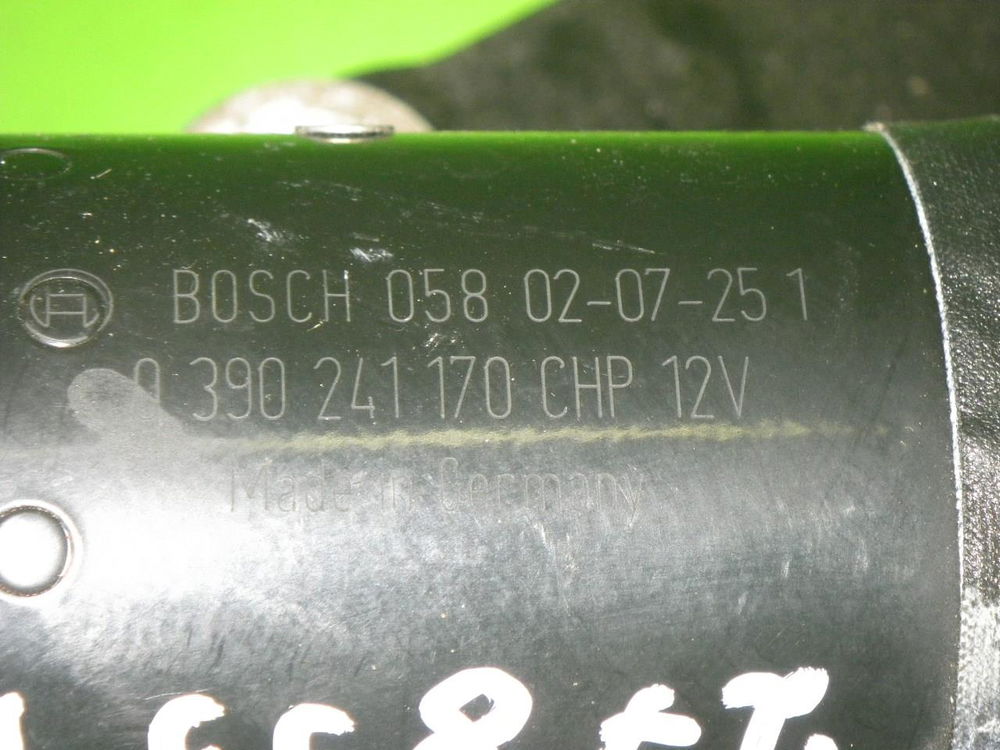 BOSCH 058 02-07-25 1
0 390 241 170 CHP 12V
Made in Germany